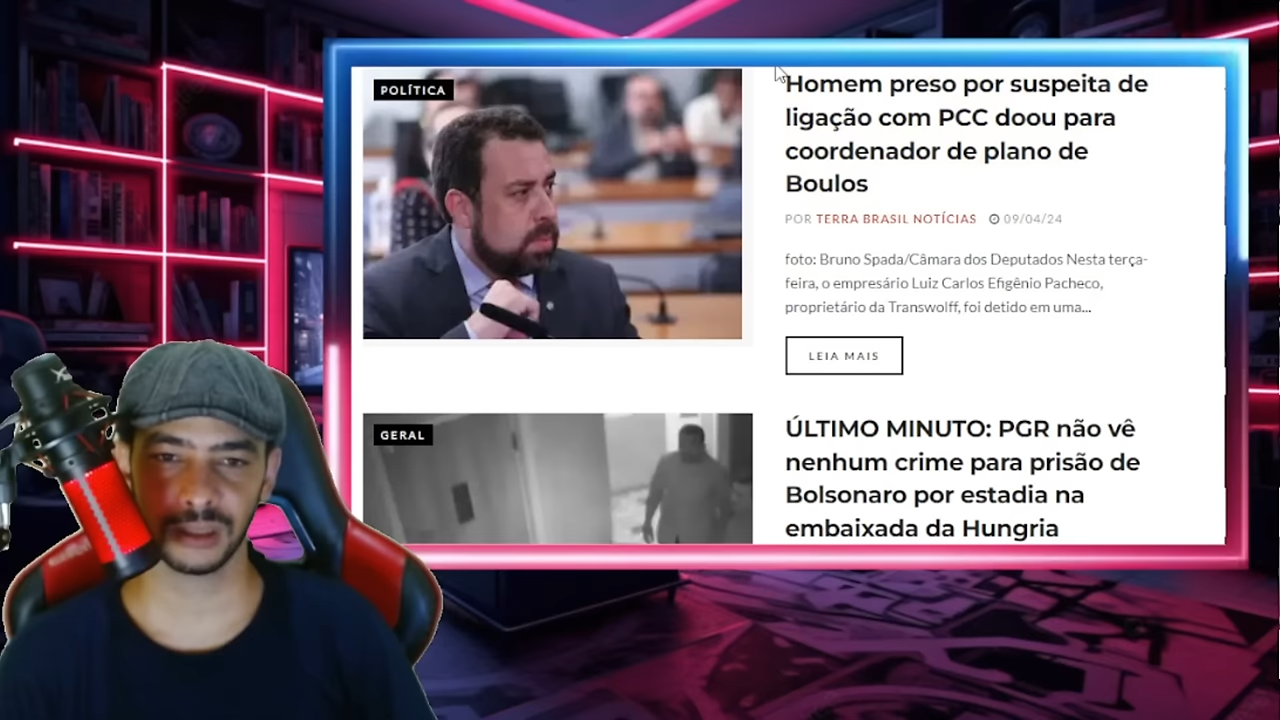 POLÍTICA
Homem preso por suspeita de
ligação com PCC doou para
coordenador de plano de
Boulos
POR TERRA BRASIL NOTÍCIAS 09/04/24
foto: Bruno Spada/Câmara dos Deputados Nesta terça-
feira, o empresário Luiz Carlos Efigênio Pacheco,
proprietário da Transwolff, foi detido em uma...
LEIA MAIS
GERAL
ÚLTIMO MINUTO: PGR não vê
nenhum crime para prisão de
Bolsonaro por estadia na
embaixada da Hungria